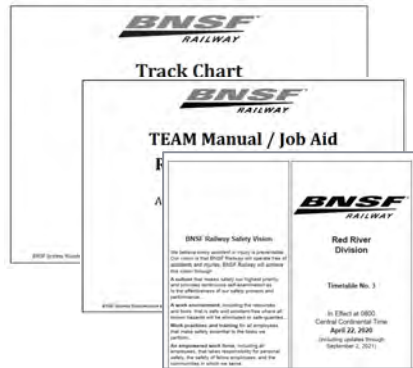 BNSF
RAILWAY
Track Chart
BNSF
RAILWAY
TEAM Manual / Job Aid
R
A
BNSF Railway Safety Vision
We believe every accident or injury is preventable.
Our vision is that BNSF Railway will operate free of
accidents and injuries. BNSF Railway will achieve
this vision through:
A culture that makes safety our highest priority
and provides continuous self-examination as
to the effectiveness of our safety process and
performance.
A work environment, including the resources
and tools, that is safe and accident-free where all
known hazards will be eliminated or safe-guarded.
Work practices and training for all employees
that make safety essential to the tasks we
perform.
An empowered work force, including all
employees, that takes responsibility for personal
safety, the safety of fellow employees, and the
communities in which we serve.
BNSF
RAILWAY
Red River
Division
Timetable No. 3
In Effect at 0800
Central Continental Time
April 22, 2020
(including updates through
September 2, 2021)